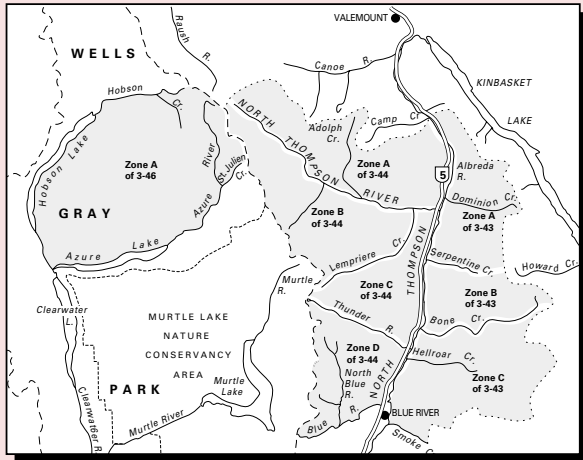 VALEMOUNT
WELLS
Raush
R.
Canoe R.
KINBASKET
LAKE
Hobson
Cr.
NORTH THOMPSON RIVER
Adolph
Cr.
Camp Cr
Hobson Lake
Zone A
of 3-46
River
St. Julien
Cr.
Azure
Zone A
of 3-44
5
Albreda
R.
Dominion Cr.
GRAY
Zone B
of 3-44
Zone A
of 3-43
Azure Lake
Lempriere Cr.
NORTH THOMPSON
Serpentine Cr.
Howard Cr.
Murtle
R.
Zone C
of 3-44
Zone B
of 3-43
Clearwater
L.
MURTLE LAKE
NATURE
CONSERVANCY
AREA
Thunder R.
Bone Cr.
Zone D
of 3-44
Hellroar Cr.
North
Blue
R.
Zone C
of 3-43
PARK
Murtle
Lake
Clearwater R.
Murtle River
Blue R.
BLUE RIVER
Smoke Cr.